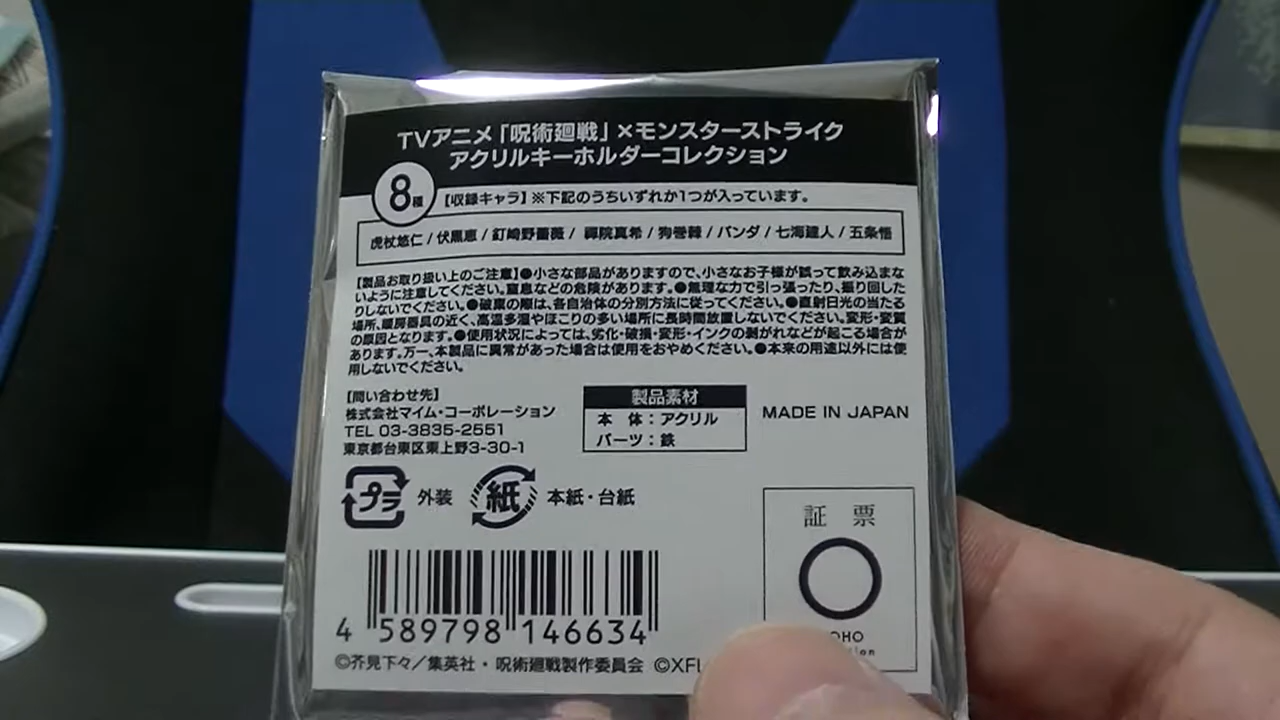 TVアニメ「呪術廻戦」×モンスターストライク
アクリルキーホルダーコレクション
8種
【収録キャラ】※下記のうちいずれか1つが入っています。
虎杖悠仁 / 伏黒恵 / 釘崎野薔薇 / 禪院真希 / 狗巻棘 / パンダ / 七海建人 / 五条悟
【製品お取り扱い上のご注意】●小さな部品がありますので、小さなお子様が誤って飲み込まな
いように注意してください。窒息などの危険があります。●無理な力で引っ張ったり、振り回した
りしないでください。●破棄の際は、各自治体の分別方法に従ってください。●直射日光の当たる
場所、暖房器具の近く、高温多湿やほこりの多い場所に長時間放置しないでください。変形・変質
の原因となります。●使用状況によっては、劣化・破損・変形・インクの剥がれなどが起こる場合が
あります。万一、本製品に異常があった場合は使用をおやめください。●本来の用途以外には使
用しないでください。
【問い合わせ先】
株式会社マイム・コーポレーション
TEL 03-3835-2551
東京都台東区東上野3-30-1
製品素材
本 体：アクリル
パーツ：鉄
MADE IN JAPAN
プラ 外装 紙 本紙・台紙
証 票
4 589798 146634
©芥見下々／集英社・呪術廻戦製作委員会 ©XFL